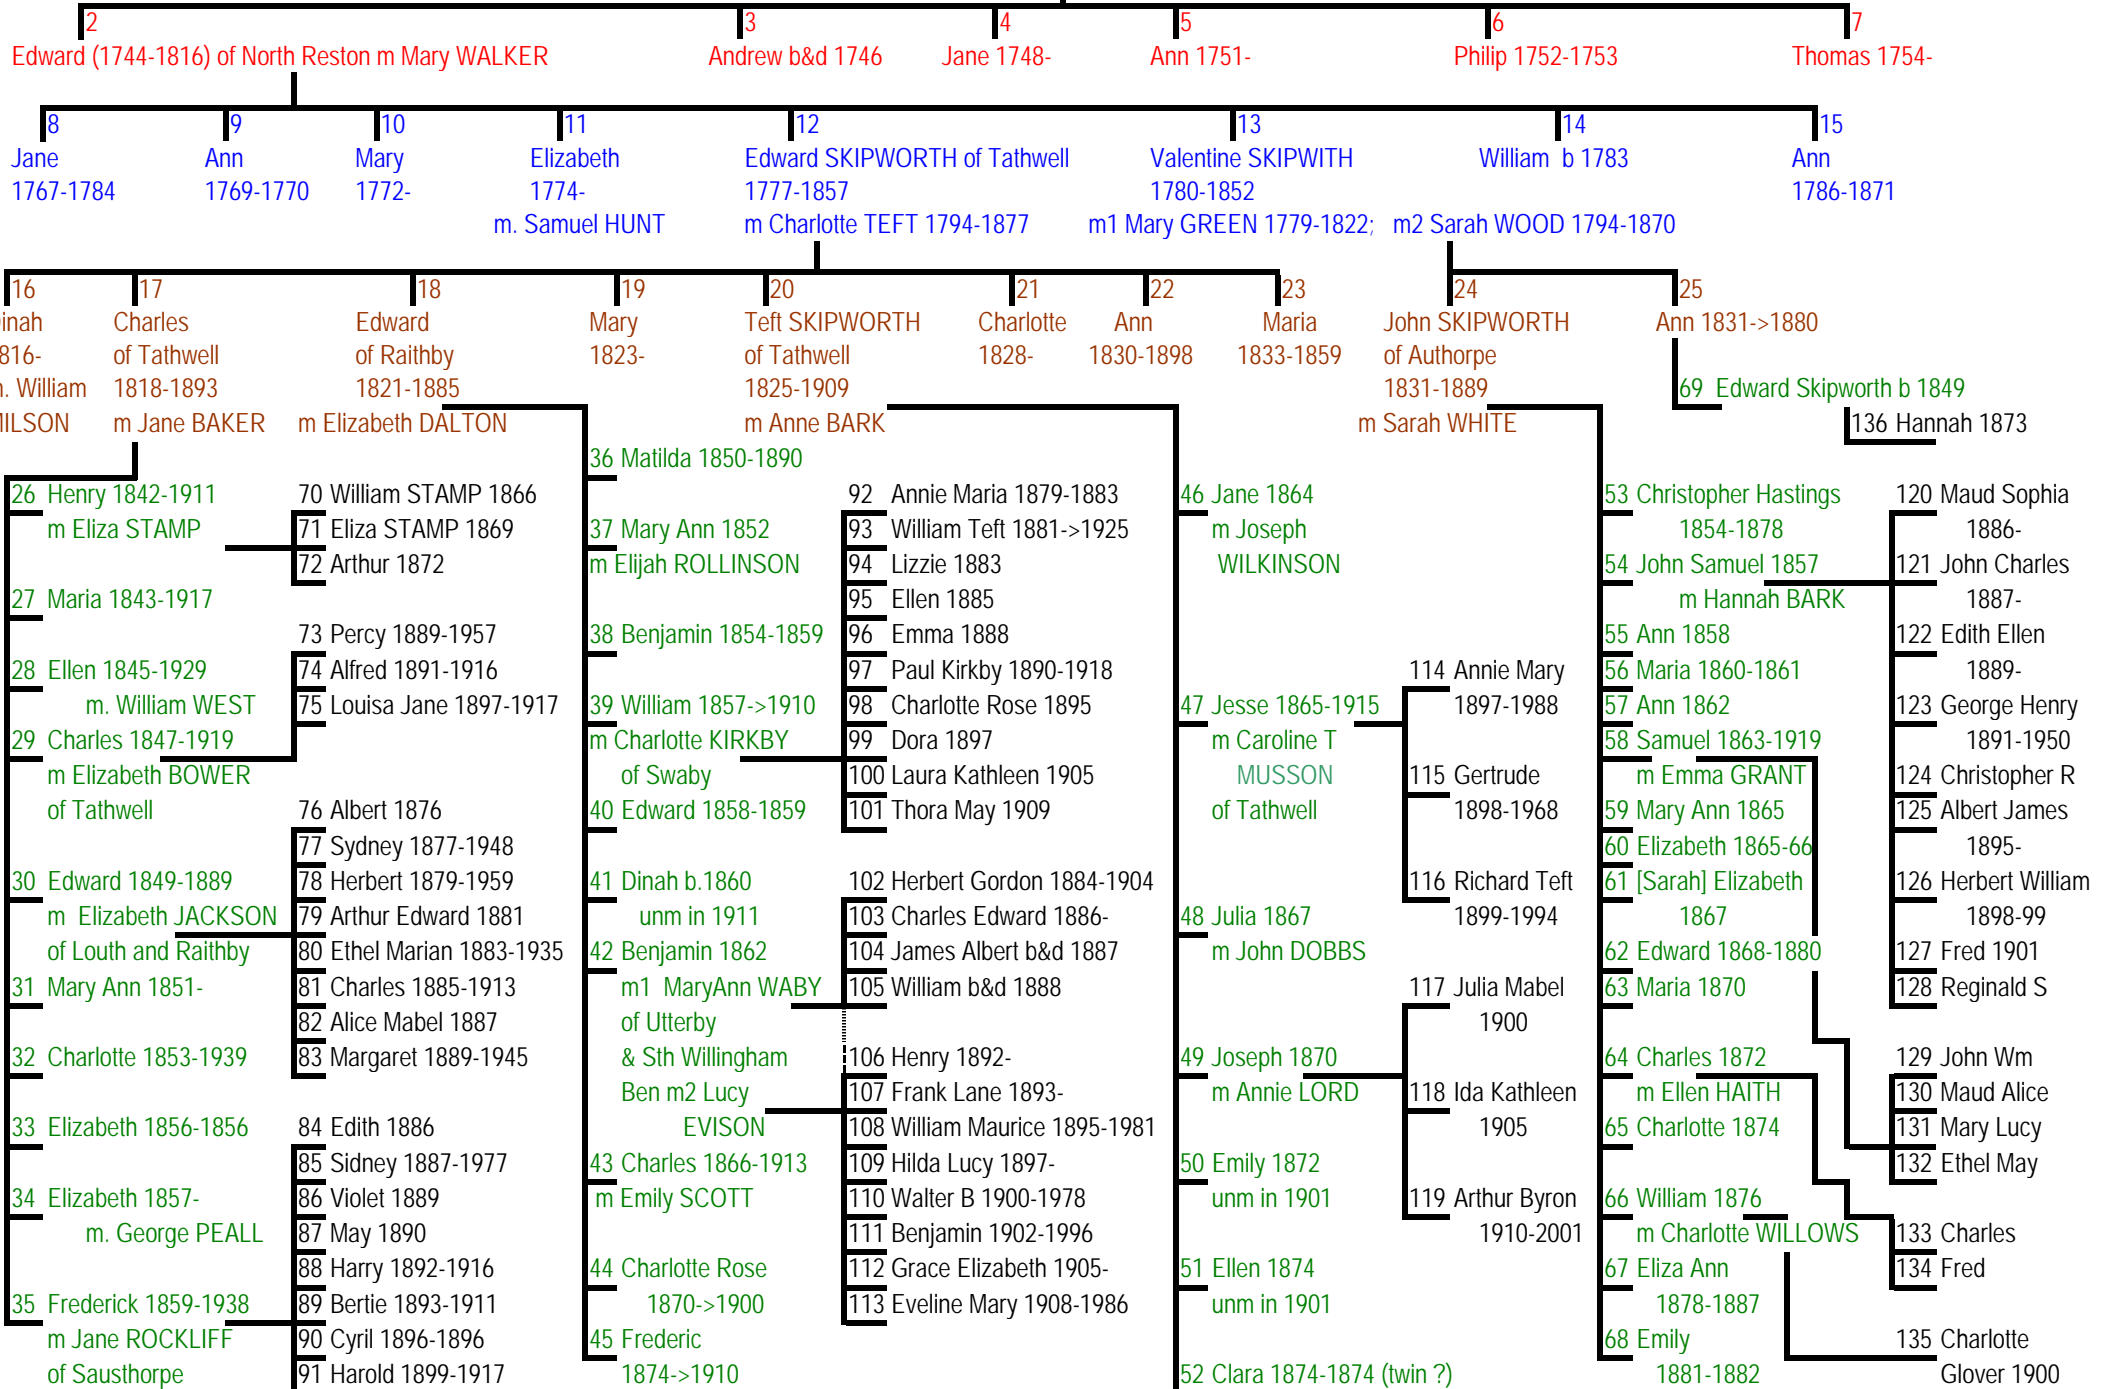 2
3
4
5
6
7
Edward (1744-1816) of North Reston m Mary WALKER
Andrew b&d 1746
Jane 1748-
Ann 1751-
Philip 1752-1753
Thomas 1754-
8
9
10
11
12
13
14
15
Jane
1767-1784
Ann
1769-1770
Mary
1772-
Elizabeth
1774-
m. Samuel HUNT
Edward SKIPWORTH of Tathwell
1777-1857
m Charlotte TEFT 1794-1877
Valentine SKIPWITH
1780-1852
m1 Mary GREEN 1779-1822; m2 Sarah WOOD 1794-1870
William b 1783
Ann
1786-1871
16
inah
816-
. William
ILSON
17
Charles
of Tathwell
1818-1893
m Jane BAKER
18
Edward
of Raithby
1821-1885
m Elizabeth DALTON
19
Mary
1823-
20
Teft SKIPWORTH
of Tathwell
1825-1909
m Anne BARK
21
Charlotte
1828-
22
Ann
1830-1898
23
Maria
1833-1859
24
John SKIPWORTH
of Authorpe
1831-1889
m Sarah WHITE
25
Ann 1831->1880
69 Edward Skipworth b 1849
136 Hannah 1873
26 Henry 1842-1911
m Eliza STAMP
27 Maria 1843-1917
28 Ellen 1845-1929
m. William WEST
29 Charles 1847-1919
m Elizabeth BOWER
of Tathwell
30 Edward 1849-1889
m Elizabeth JACKSON
of Louth and Raithby
31 Mary Ann 1851-
32 Charlotte 1853-1939
33 Elizabeth 1856-1856
34 Elizabeth 1857-
m. George PEALL
35 Frederick 1859-1938
m Jane ROCKLIFF
of Sausthorpe
70 William STAMP 1866
71 Eliza STAMP 1869
72 Arthur 1872
73 Percy 1889-1957
74 Alfred 1891-1916
75 Louisa Jane 1897-1917
76 Albert 1876
77 Sydney 1877-1948
78 Herbert 1879-1959
79 Arthur Edward 1881
80 Ethel Marian 1883-1935
81 Charles 1885-1913
82 Alice Mabel 1887
83 Margaret 1889-1945
84 Edith 1886
85 Sidney 1887-1977
86 Violet 1889
87 May 1890
88 Harry 1892-1916
89 Bertie 1893-1911
90 Cyril 1896-1896
91 Harold 1899-1917
36 Matilda 1850-1890
37 Mary Ann 1852
m Elijah ROLLINSON
38 Benjamin 1854-1859
39 William 1857->1910
m Charlotte KIRKBY
of Swaby
40 Edward 1858-1859
41 Dinah b.1860
unm in 1911
42 Benjamin 1862
m1 MaryAnn WABY
of Utterby
& Sth Willingham
Ben m2 Lucy
EVISON
43 Charles 1866-1913
m Emily SCOTT
44 Charlotte Rose
1870->1900
45 Frederic
1874->1910
92 Annie Maria 1879-1883
93 William Teft 1881->1925
94 Lizzie 1883
95 Ellen 1885
96 Emma 1888
97 Paul Kirkby 1890-1918
98 Charlotte Rose 1895
99 Dora 1897
100 Laura Kathleen 1905
101 Thora May 1909
102 Herbert Gordon 1884-1904
103 Charles Edward 1886-
104 James Albert b&d 1887
105 William b&d 1888
106 Henry 1892-
107 Frank Lane 1893-
108 William Maurice 1895-1981
109 Hilda Lucy 1897-
110 Walter B 1900-1978
111 Benjamin 1902-1996
112 Grace Elizabeth 1905-
113 Eveline Mary 1908-1986
46 Jane 1864
m Joseph
WILKINSON
47 Jesse 1865-1915
m Caroline T
MUSSON
of Tathwell
48 Julia 1867
m John DOBBS
49 Joseph 1870
m Annie LORD
50 Emily 1872
unm in 1901
51 Ellen 1874
unm in 1901
52 Clara 1874-1874 (twin ?)
114 Annie Mary
1897-1988
115 Gertrude
1898-1968
116 Richard Teft
1899-1994
117 Julia Mabel
1900
118 Ida Kathleen
1905
119 Arthur Byron
1910-2001
53 Christopher Hastings
1854-1878
54 John Samuel 1857
m Hannah BARK
55 Ann 1858
56 Maria 1860-1861
57 Ann 1862
58 Samuel 1863-1919
m Emma GRANT
59 Mary Ann 1865
60 Elizabeth 1865-66
61 [Sarah] Elizabeth
1867
62 Edward 1868-1880
63 Maria 1870
64 Charles 1872
m Ellen HAITH
65 Charlotte 1874
66 William 1876
m Charlotte WILLOWS
67 Eliza Ann
1878-1887
68 Emily
1881-1882
120 Maud Sophia
1886-
121 John Charles
1887-
122 Edith Ellen
1889-
123 George Henry
1891-1950
124 Christopher R
125 Albert James
1895-
126 Herbert William
1898-99
127 Fred 1901
128 Reginald S
129 John Wm
130 Maud Alice
131 Mary Lucy
132 Ethel May
133 Charles
134 Fred
135 Charlotte
Glover 1900